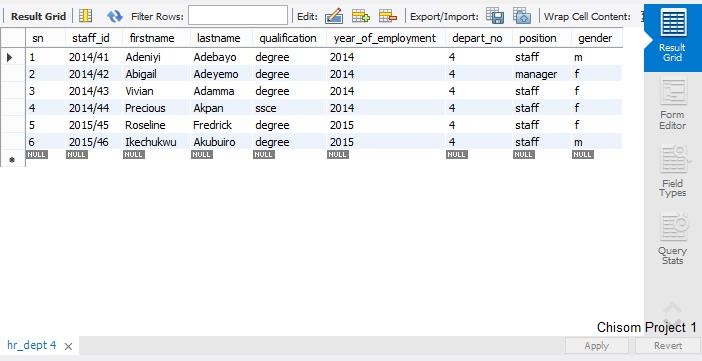 Result Grid Filter Rows: Edit: Export/Import: Wrap Cell Content:
sn staff_id firstname lastname qualification year_of_employment depart_no position gender
1 2014/41 Adeniyi Adebayo degree 2014 4 staff m
2 2014/42 Abigail Adeyemo degree 2014 4 manager f
3 2014/43 Vivian Adamma degree 2014 4 staff f
4 2014/44 Precious Akpan ssce 2014 4 staff f
5 2015/45 Roseline Fredrick degree 2015 4 staff f
6 2015/46 Ikechukwu Akubuiro degree 2015 4 staff m
NULL NULL NULL NULL NULL NULL NULL NULL NULL
Result
Grid
Form
Editor
Field
Types
Query
Stats
Chisom Project 1
hr_dept 4 Apply Revert